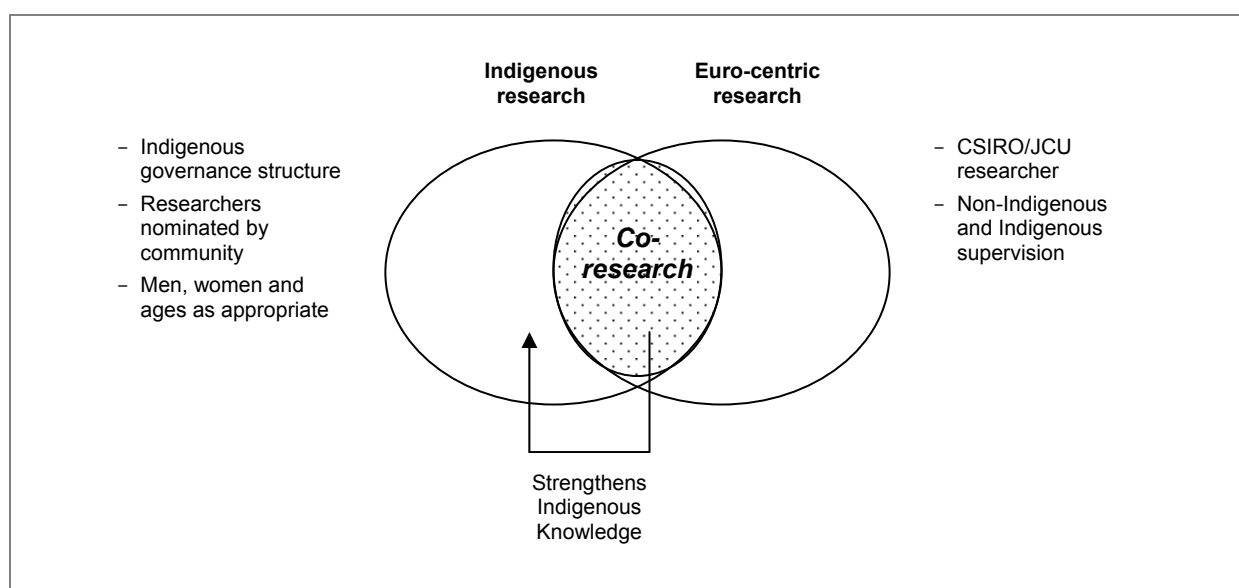 Indigenous
research
Euro-centric
research
– Indigenous
governance structure
– Researchers
nominated by
community
– Men, women and
ages as appropriate
Co-
research
– CSIRO/JCU
researcher
– Non-Indigenous
and Indigenous
supervision
Strengthens
Indigenous
Knowledge